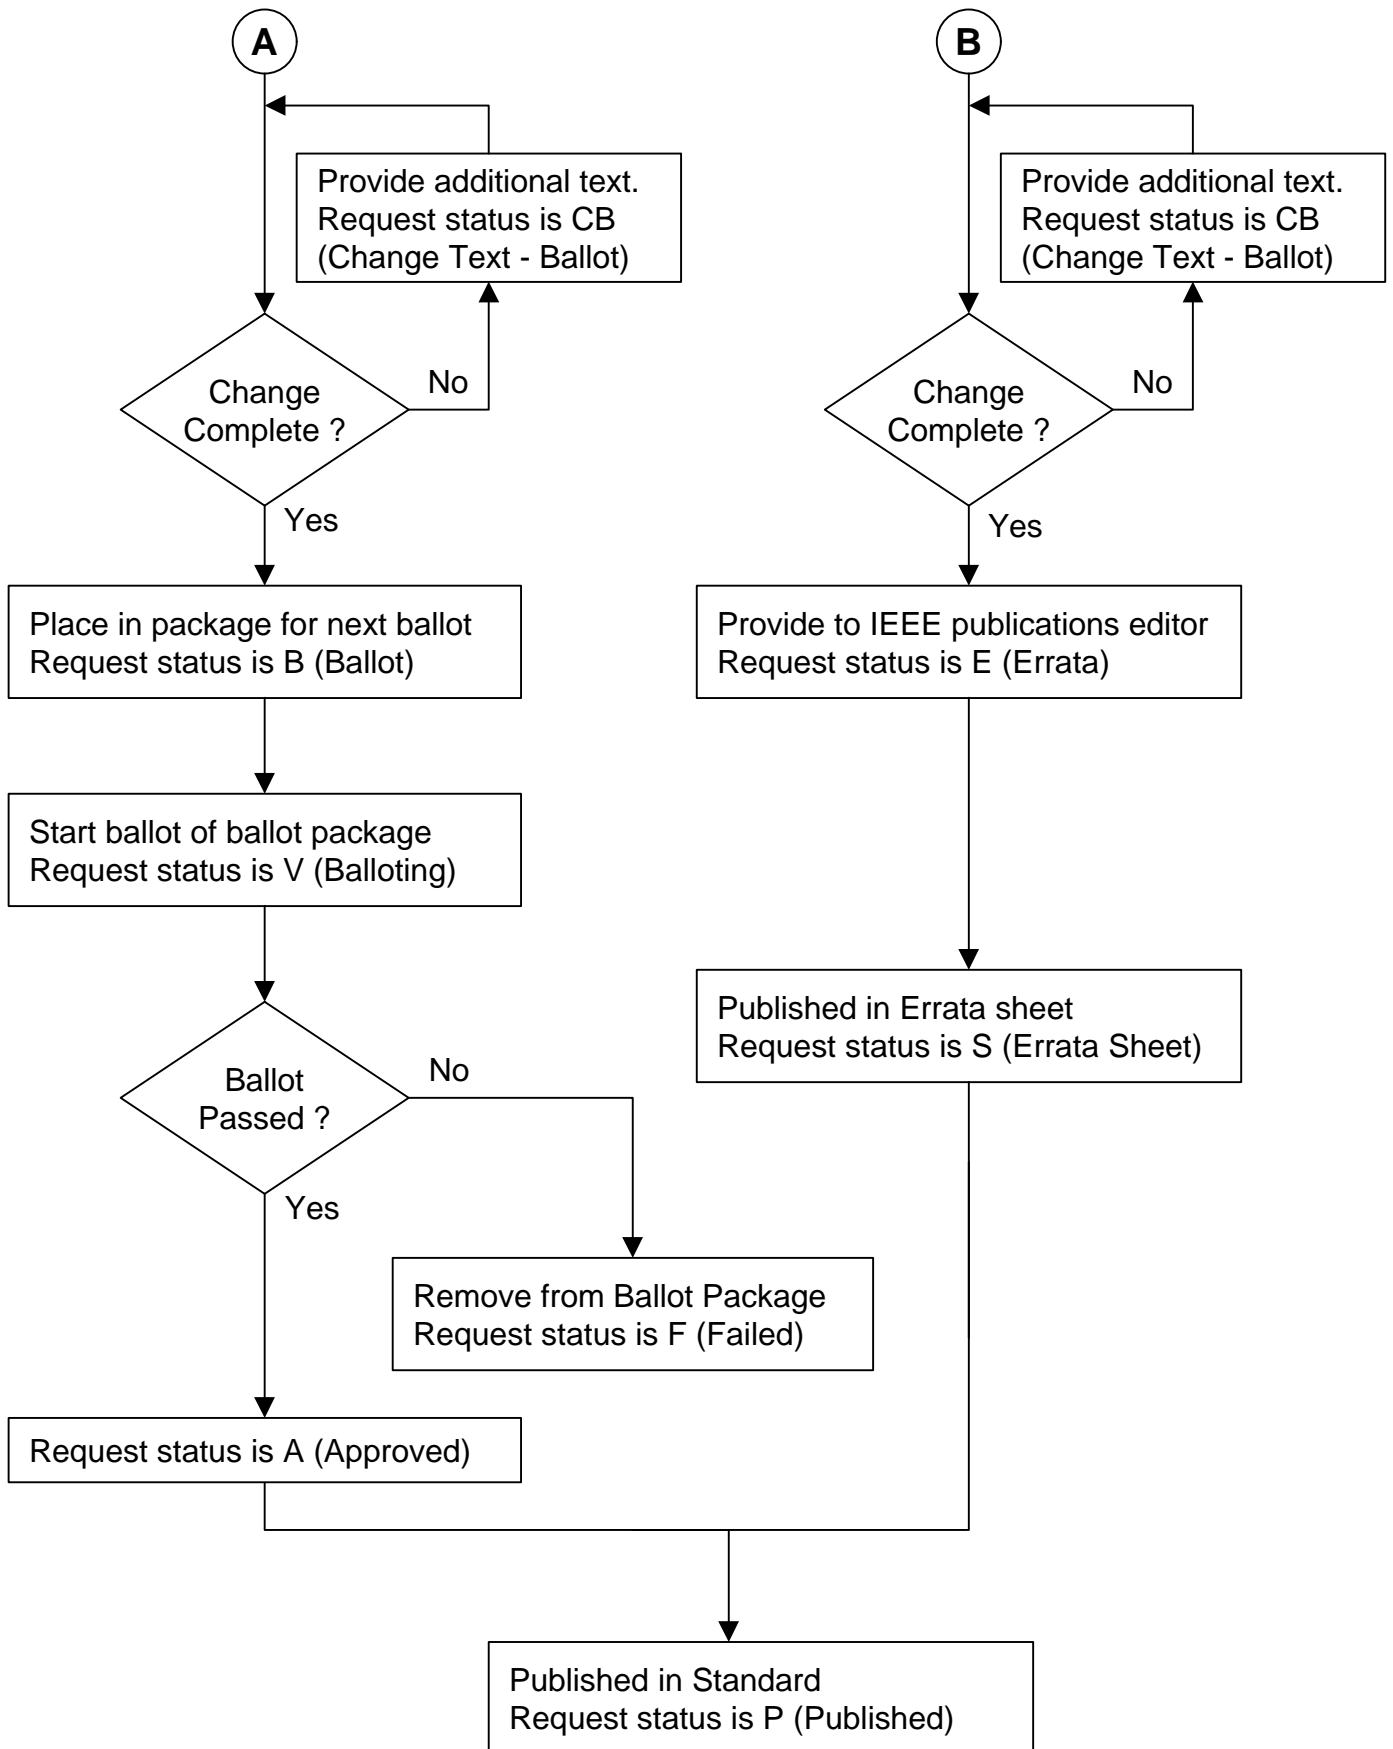 A
Provide additional text.
Request status is CB
(Change Text - Ballot)
Change
Complete ?
No
Yes
Place in package for next ballot
Request status is B (Ballot)
Start ballot of ballot package
Request status is V (Balloting)
Ballot
Passed ?
No
Yes
Remove from Ballot Package
Request status is F (Failed)
Request status is A (Approved)
B
Provide additional text.
Request status is CB
(Change Text - Ballot)
Change
Complete ?
No
Yes
Provide to IEEE publications editor
Request status is E (Errata)
Published in Errata sheet
Request status is S (Errata Sheet)
Published in Standard
Request status is P (Published)